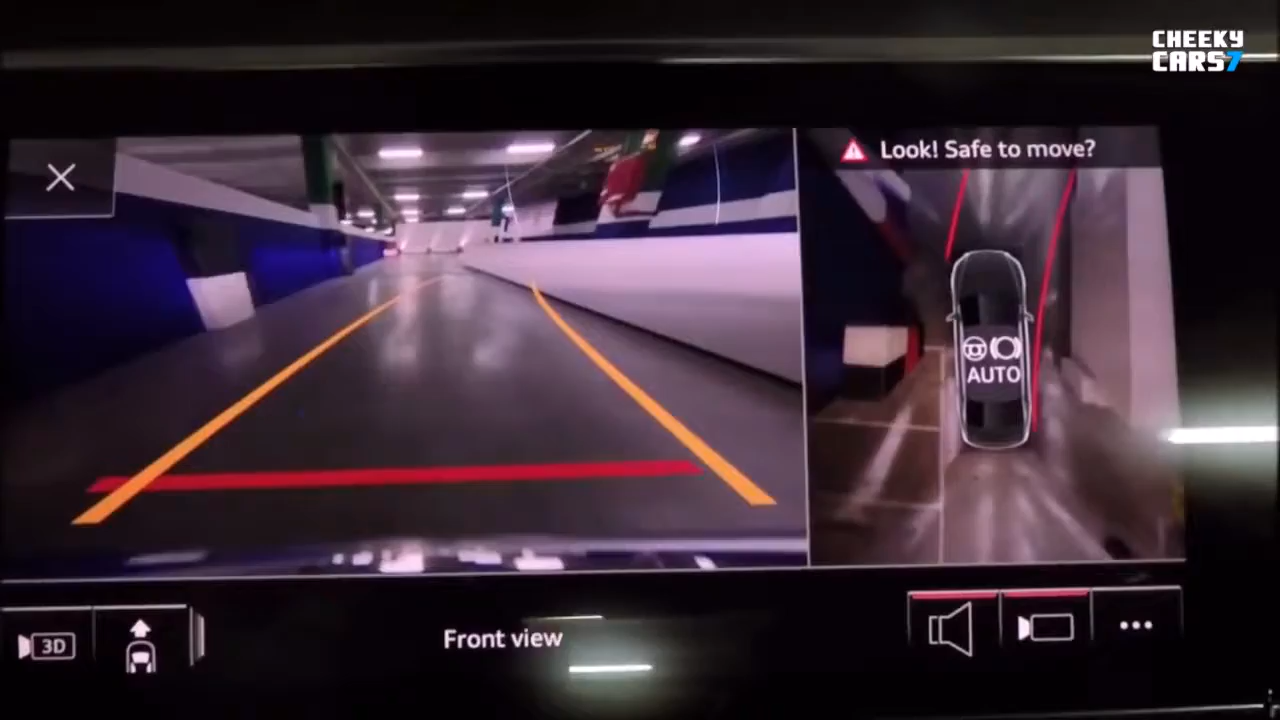 CHEEKY
CARS7
Look! Safe to move?
AUTO
3D
Front view